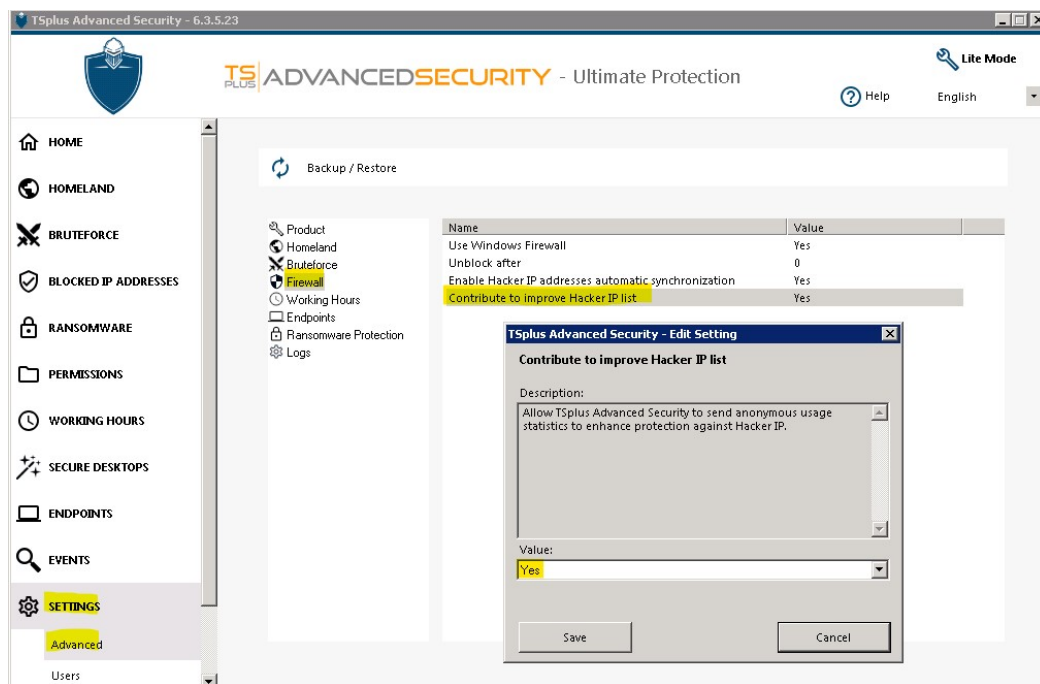 TSplus Advanced Security - 6.3.5.23
TS PLUS ADVANCEDSECURITY - Ultimate Protection
Lite Mode
Help
English
HOME
HOMELAND
BRUTEFORCE
BLOCKED IP ADDRESSES
RANSOMWARE
PERMISSIONS
WORKING HOURS
SECURE DESKTOPS
ENDPOINTS
EVENTS
SETTINGS
Advanced
Users
Backup / Restore
Product
Homeland
Bruteforce
Firewall
Working Hours
Endpoints
Ransomware Protection
Logs
Name Value
Use Windows Firewall Yes
Unblock after 0
Enable Hacker IP addresses automatic synchronization Yes
Contribute to improve Hacker IP list Yes
TSplus Advanced Security - Edit Setting
Contribute to improve Hacker IP list
Description:
Allow TSplus Advanced Security to send anonymous usage
statistics to enhance protection against Hacker IP.
Value:
Yes
Save Cancel